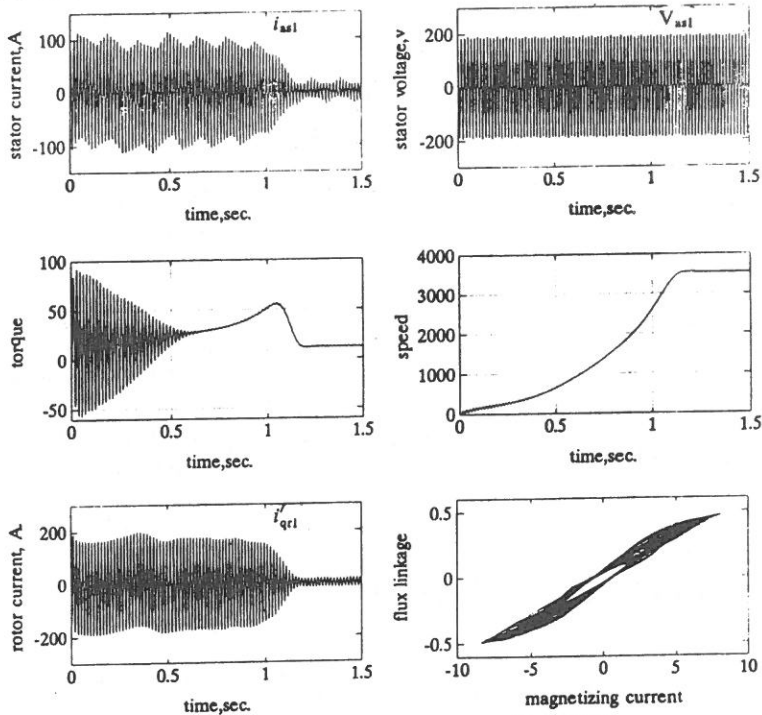 i_as1
stator current,A
100
0
-100
0 0.5 1 1.5
time,sec.
V_as1
stator voltage,v
200
0
-200
0 0.5 1 1.5
time,sec.
torque
100
50
0
-50
0 0.5 1 1.5
time,sec.
speed
4000
3000
2000
1000
0
0 0.5 1 1.5
time,sec.
i'_qr1
rotor current, A.
200
0
-200
0 0.5 1 1.5
time,sec.
flux linkage
0.5
0
-0.5
-10 -5 0 5 10
magnetizing current